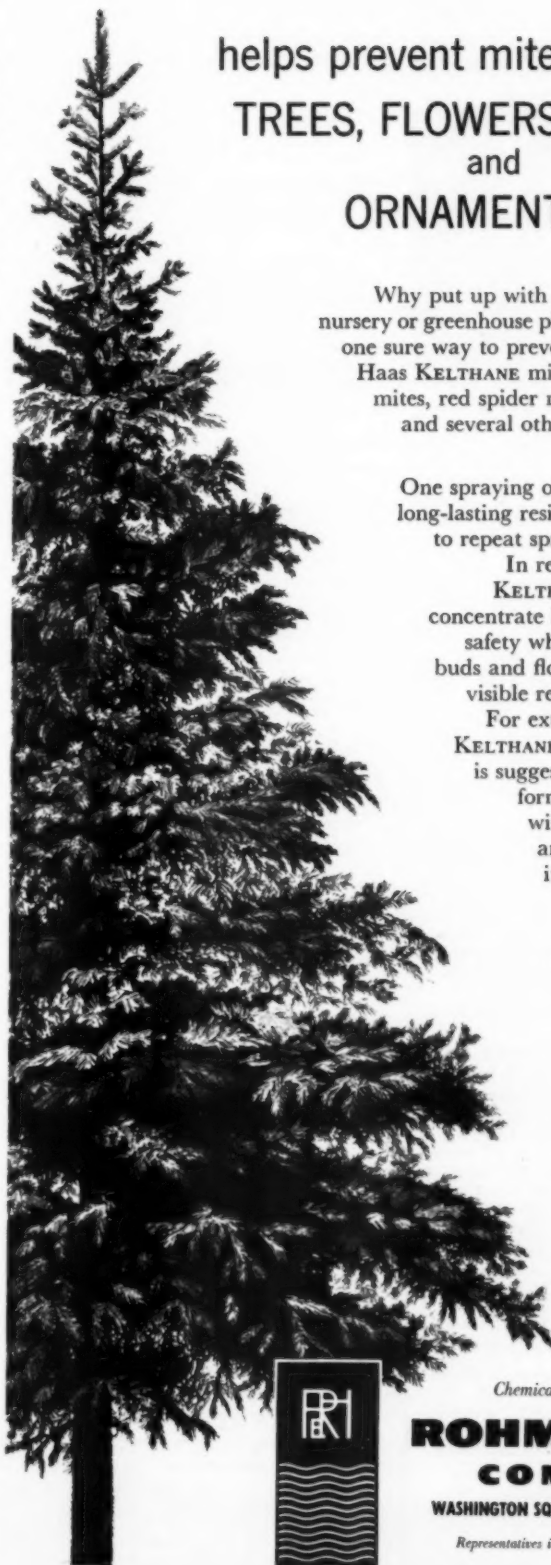 helps prevent mite
TREES, FLOWERS
and
ORNAMENT
Why put up with
nursery or greenhouse p
one sure way to preve
Haas KELTHANE mi
mites, red spider r
and several oth
One spraying o
long-lasting resi
to repeat sp
In re
KELTH
concentrate
safety wh
buds and flo
visible re
For ex
KELTHANE
is sugges
form
wi
an
i
Chemica
ROHM
COM
WASHINGTON SQ
Representatives i